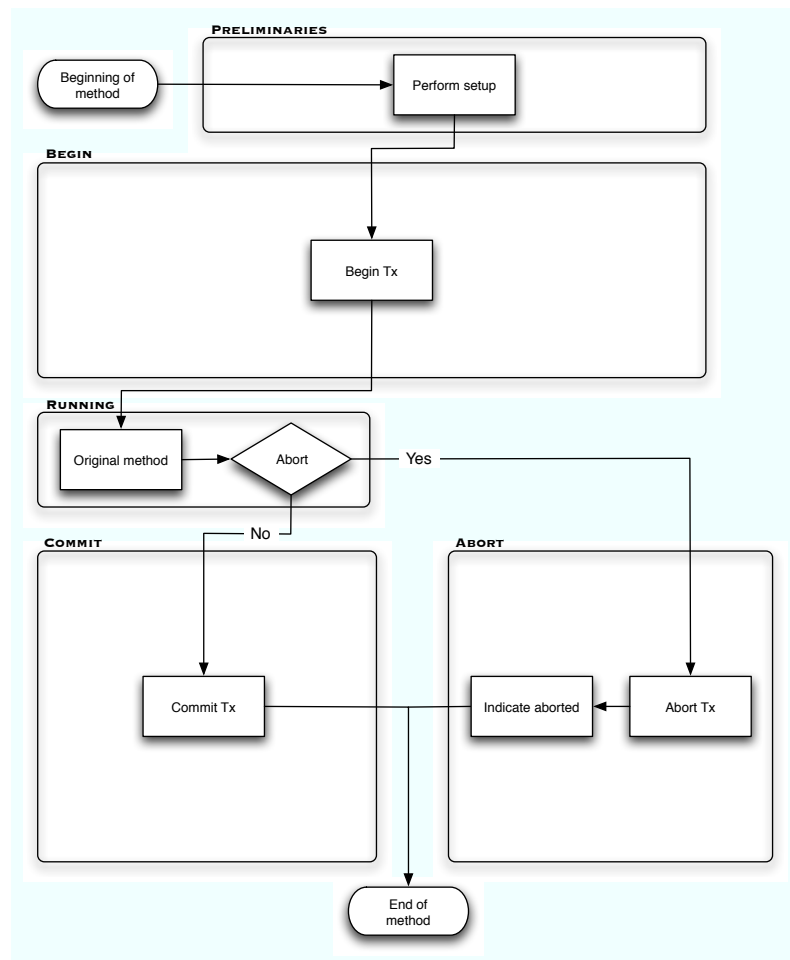 PRELIMINARIES
Beginning of
method
Perform setup
BEGIN
Begin Tx
RUNNING
Original method
Abort
Yes
No
COMMIT
ABORT
Commit Tx
Indicate aborted
Abort Tx
End of
method